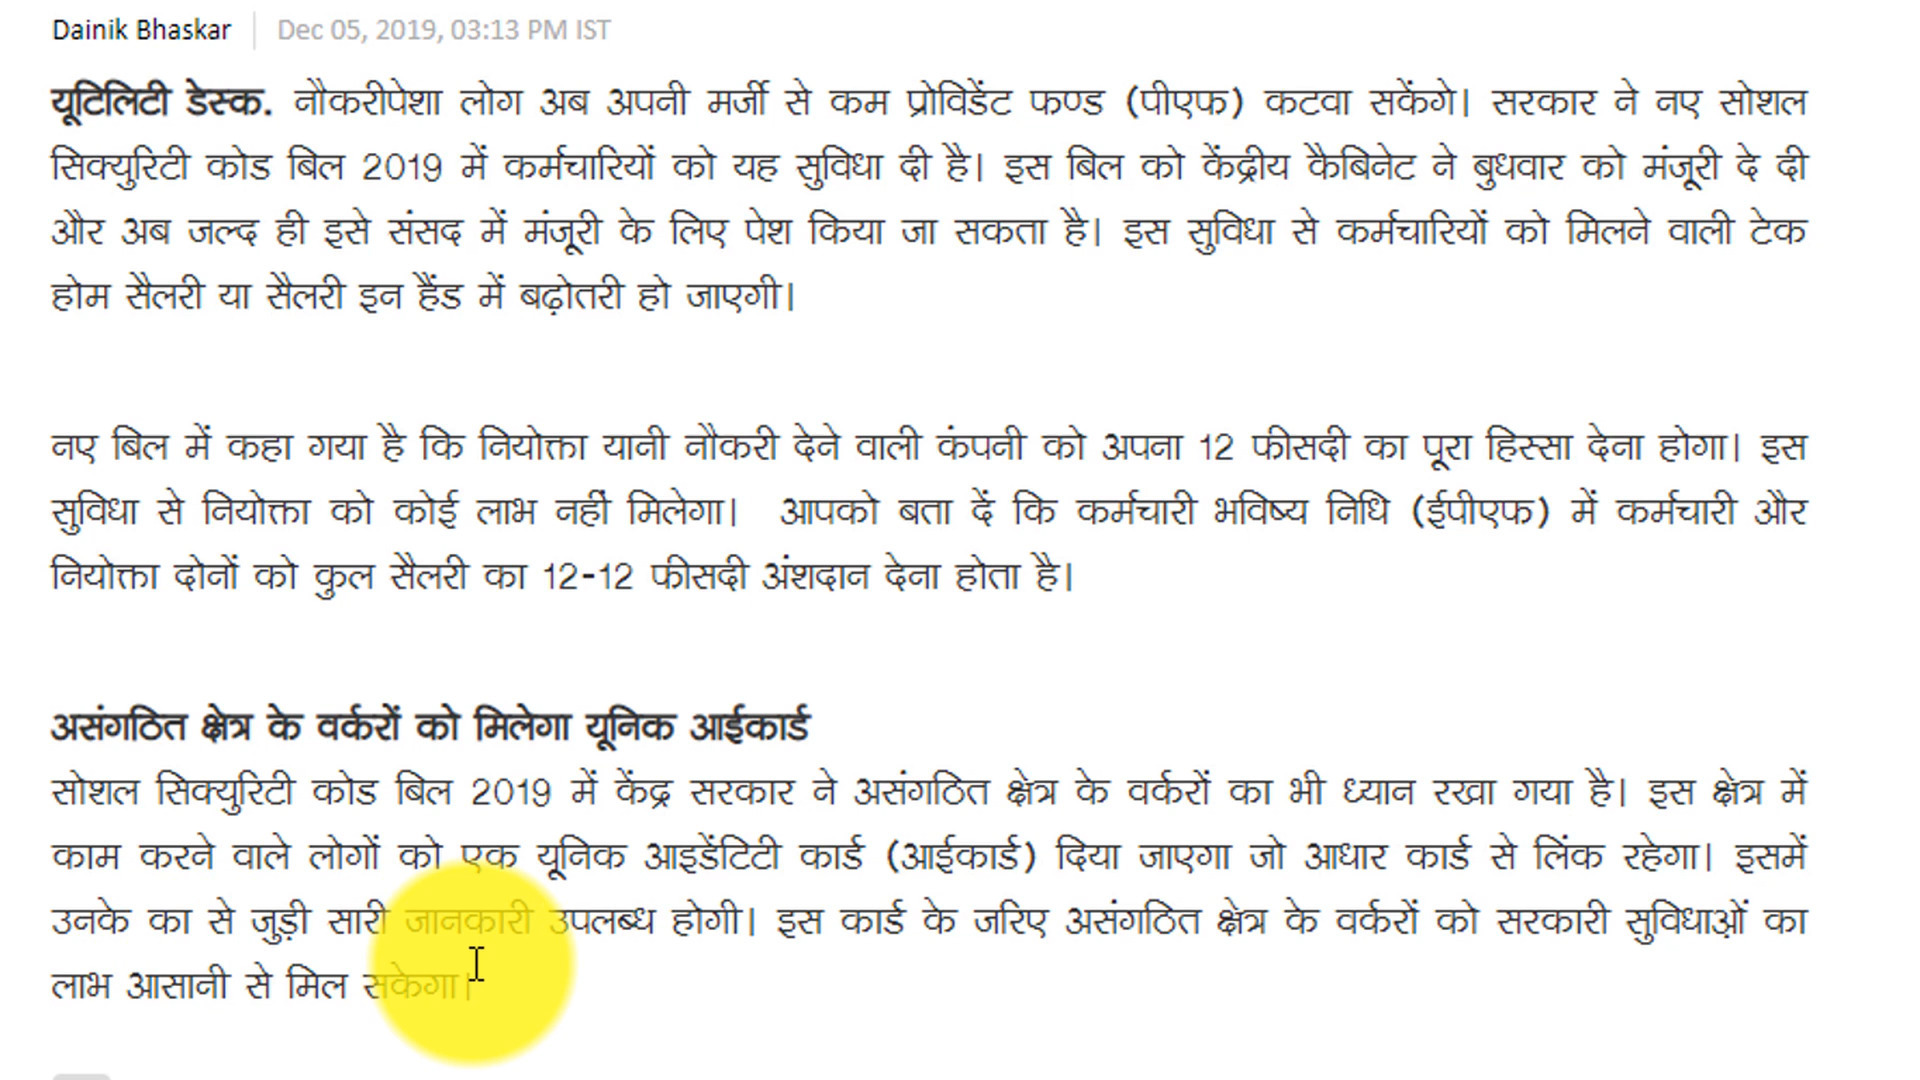 Dainik Bhaskar | Dec 05, 2019, 03:13 PM IST
यूटिलिटी डेस्क. नौकरीपेशा लोग अब अपनी मर्जी से कम प्रोविडेंट फण्ड (पीएफ) कटवा सकेंगे। सरकार ने नए सोशल
सिक्युरिटी कोड बिल 2019 में कर्मचारियों को यह सुविधा दी है। इस बिल को केंद्रीय कैबिनेट ने बुधवार को मंजूरी दे दी
और अब जल्द ही इसे संसद में मंजूरी के लिए पेश किया जा सकता है। इस सुविधा से कर्मचारियों को मिलने वाली टेक
होम सैलरी या सैलरी इन हैंड में बढ़ोतरी हो जाएगी।
नए बिल में कहा गया है कि नियोक्ता यानी नौकरी देने वाली कंपनी को अपना 12 फीसदी का पूरा हिस्सा देना होगा। इस
सुविधा से नियोक्ता को कोई लाभ नहीं मिलेगा। आपको बता दें कि कर्मचारी भविष्य निधि (ईपीएफ) में कर्मचारी और
नियोक्ता दोनों को कुल सैलरी का 12-12 फीसदी अंशदान देना होता है।
असंगठित क्षेत्र के वर्करों को मिलेगा यूनिक आईकार्ड
सोशल सिक्युरिटी कोड बिल 2019 में केंद्र सरकार ने असंगठित क्षेत्र के वर्करों का भी ध्यान रखा गया है। इस क्षेत्र में
काम करने वाले लोगों को एक यूनिक आइडेंटिटी कार्ड (आईकार्ड) दिया जाएगा जो आधार कार्ड से लिंक रहेगा। इसमें
उनके का से जुड़ी सारी जानकारी उपलब्ध होगी। इस कार्ड के जरिए असंगठित क्षेत्र के वर्करों को सरकारी सुविधाओ़ं का
लाभ आसानी से मिल सकेगा।